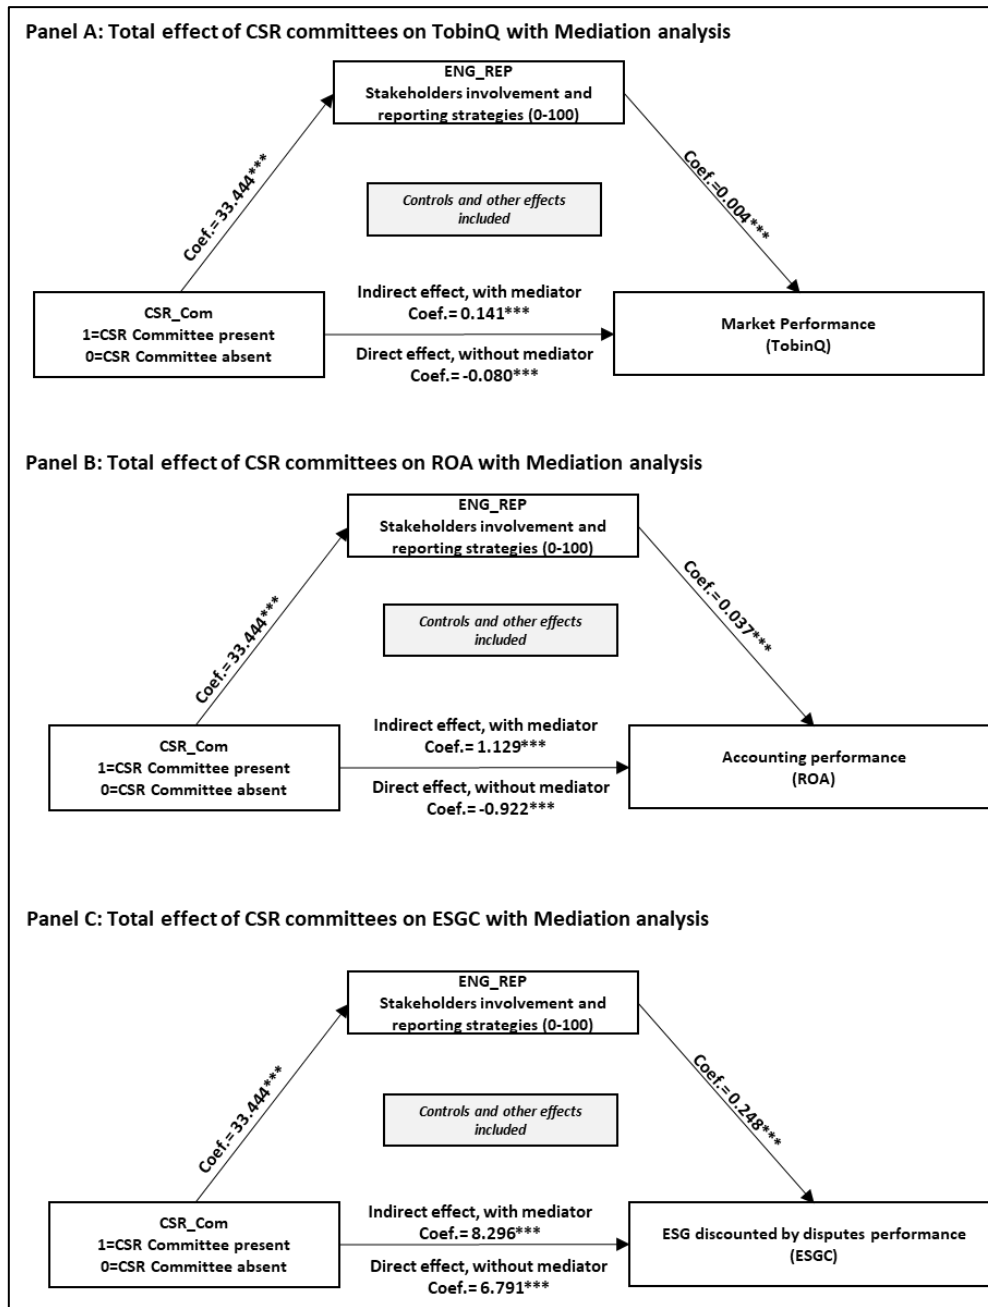 Panel A: Total effect of CSR committees on TobinQ with Mediation analysis
ENG_REP
Stakeholders involvement and
reporting strategies (0-100)
Coef.= 33.444***
Coef.=0.004***
Controls and other effects
included
CSR_Com
1=CSR Committee present
0=CSR Committee absent
Indirect effect, with mediator
Coef.= 0.141***
Direct effect, without mediator
Coef.= -0.080***
Market Performance
(TobinQ)
Panel B: Total effect of CSR committees on ROA with Mediation analysis
ENG_REP
Stakeholders involvement and
reporting strategies (0-100)
Coef.= 33.444***
Coef.= 0.037***
Controls and other effects
included
CSR_Com
1=CSR Committee present
0=CSR Committee absent
Indirect effect, with mediator
Coef.= 1.129***
Direct effect, without mediator
Coef.= -0.922***
Accounting performance
(ROA)
Panel C: Total effect of CSR committees on ESGC with Mediation analysis
ENG_REP
Stakeholders involvement and
reporting strategies (0-100)
Coef.= 33.444***
Coef.= 0.248***
Controls and other effects
included
CSR_Com
1=CSR Committee present
0=CSR Committee absent
Indirect effect, with mediator
Coef.= 8.296***
Direct effect, without mediator
Coef.= 6.791***
ESG discounted by disputes performance
(ESGC)